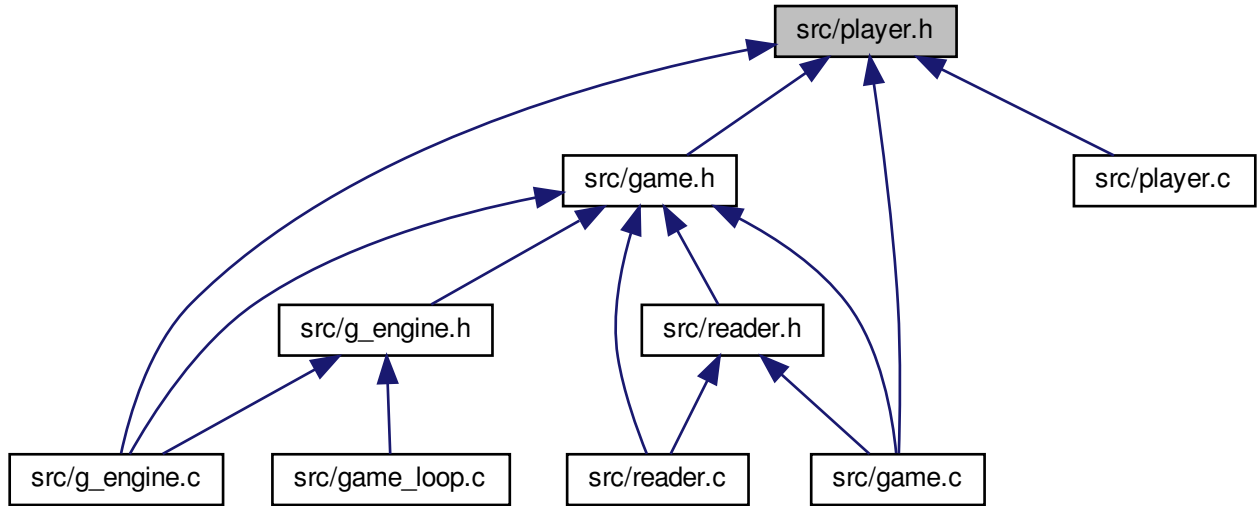 src/player.h
src/game.h
src/player.c
src/g_engine.h
src/reader.h
src/g_engine.c
src/game_loop.c
src/reader.c
src/game.c